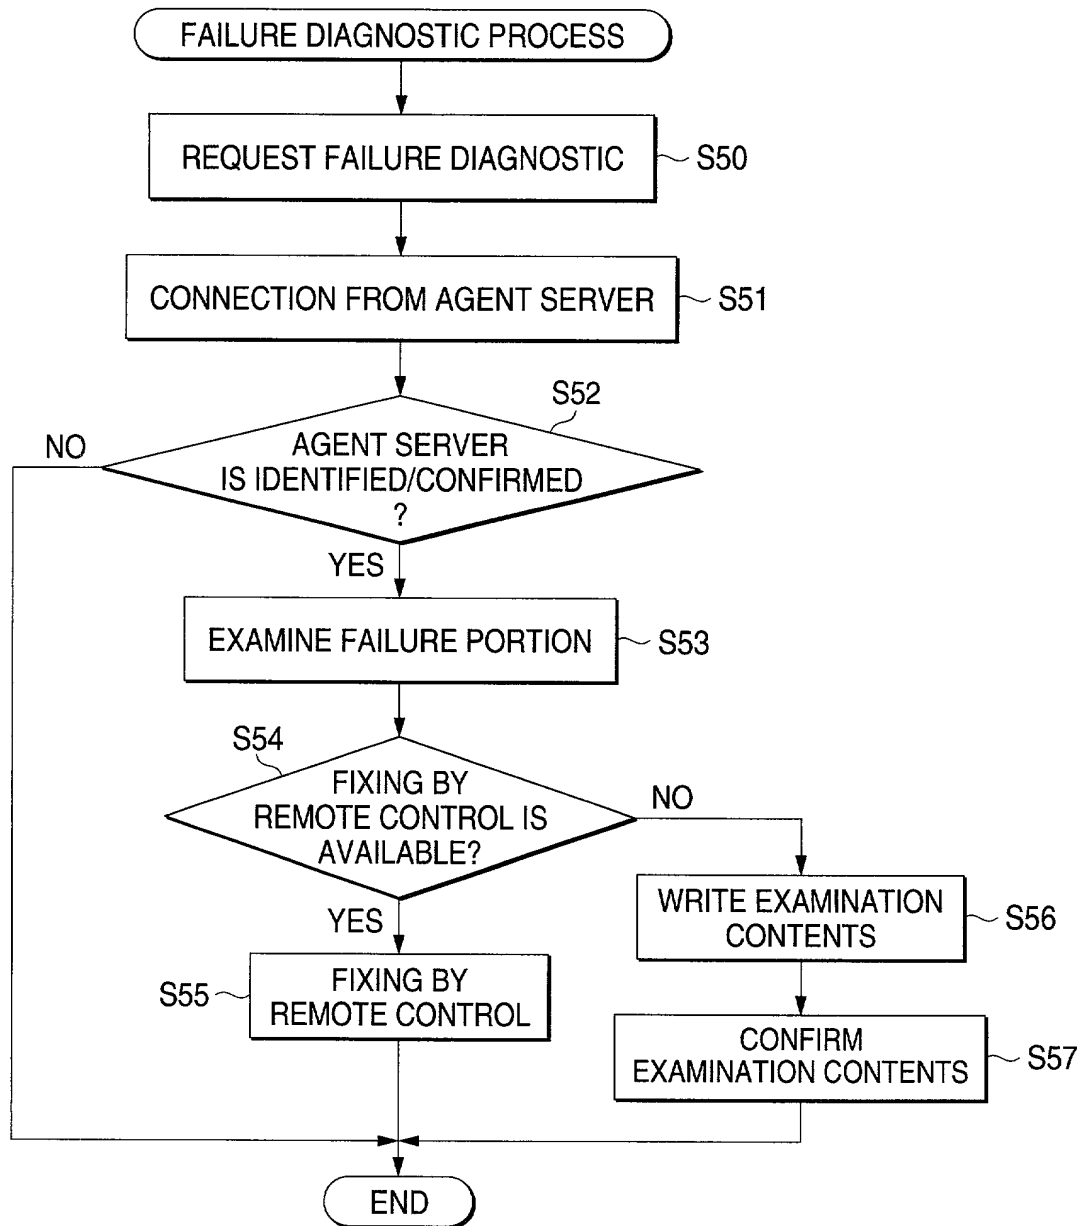 FAILURE DIAGNOSTIC PROCESS
REQUEST FAILURE DIAGNOSTIC
S50
CONNECTION FROM AGENT SERVER
S51
S52
NO
AGENT SERVER
IS IDENTIFIED/CONFIRMED
?
YES
EXAMINE FAILURE PORTION
S53
S54
FIXING BY
REMOTE CONTROL IS
AVAILABLE?
NO
YES
WRITE EXAMINATION
CONTENTS
S56
S55
FIXING BY
REMOTE CONTROL
CONFIRM
EXAMINATION CONTENTS
S57
END